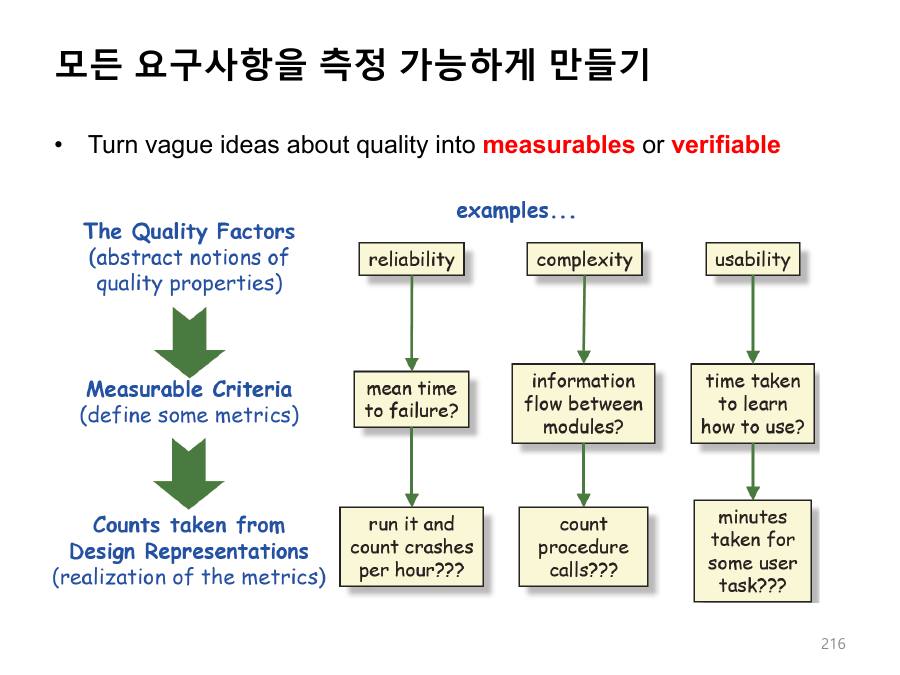 모든 요구사항을 측정 가능하게 만들기
• Turn vague ideas about quality into measurables or verifiable
examples...
The Quality Factors
(abstract notions of
quality properties)
reliability
complexity
usability
Measurable Criteria
(define some metrics)
mean time
to failure?
information
flow between
modules?
time taken
to learn
how to use?
Counts taken from
Design Representations
(realization of the metrics)
run it and
count crashes
per hour???
count
procedure
calls???
minutes
taken for
some user
task???
216